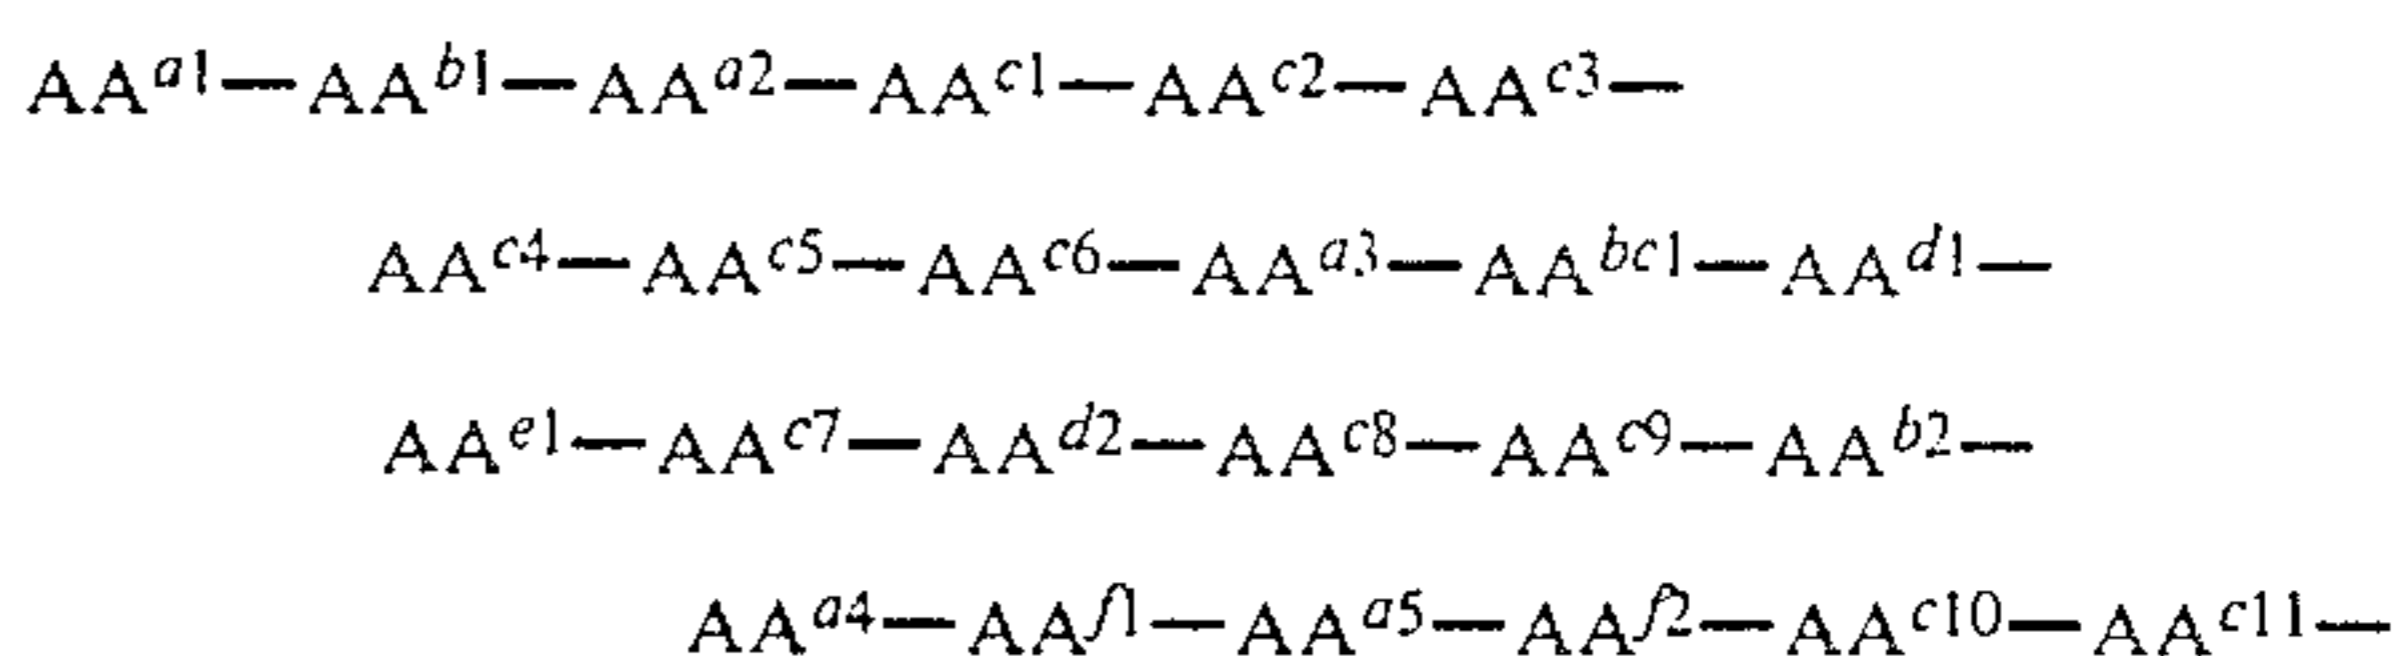 AA^a1—AA^b1—AA^a2—AA^c1—AA^c2—AA^c3—
AA^c4—AA^c5—AA^c6—AA^a3—AA^bc1—AA^d1—
AA^e1—AA^c7—AA^d2—AA^c8—AA^c9—AA^b2—
AA^a4—AA^f1—AA^a5—AA^f2—AA^c10—AA^c11—